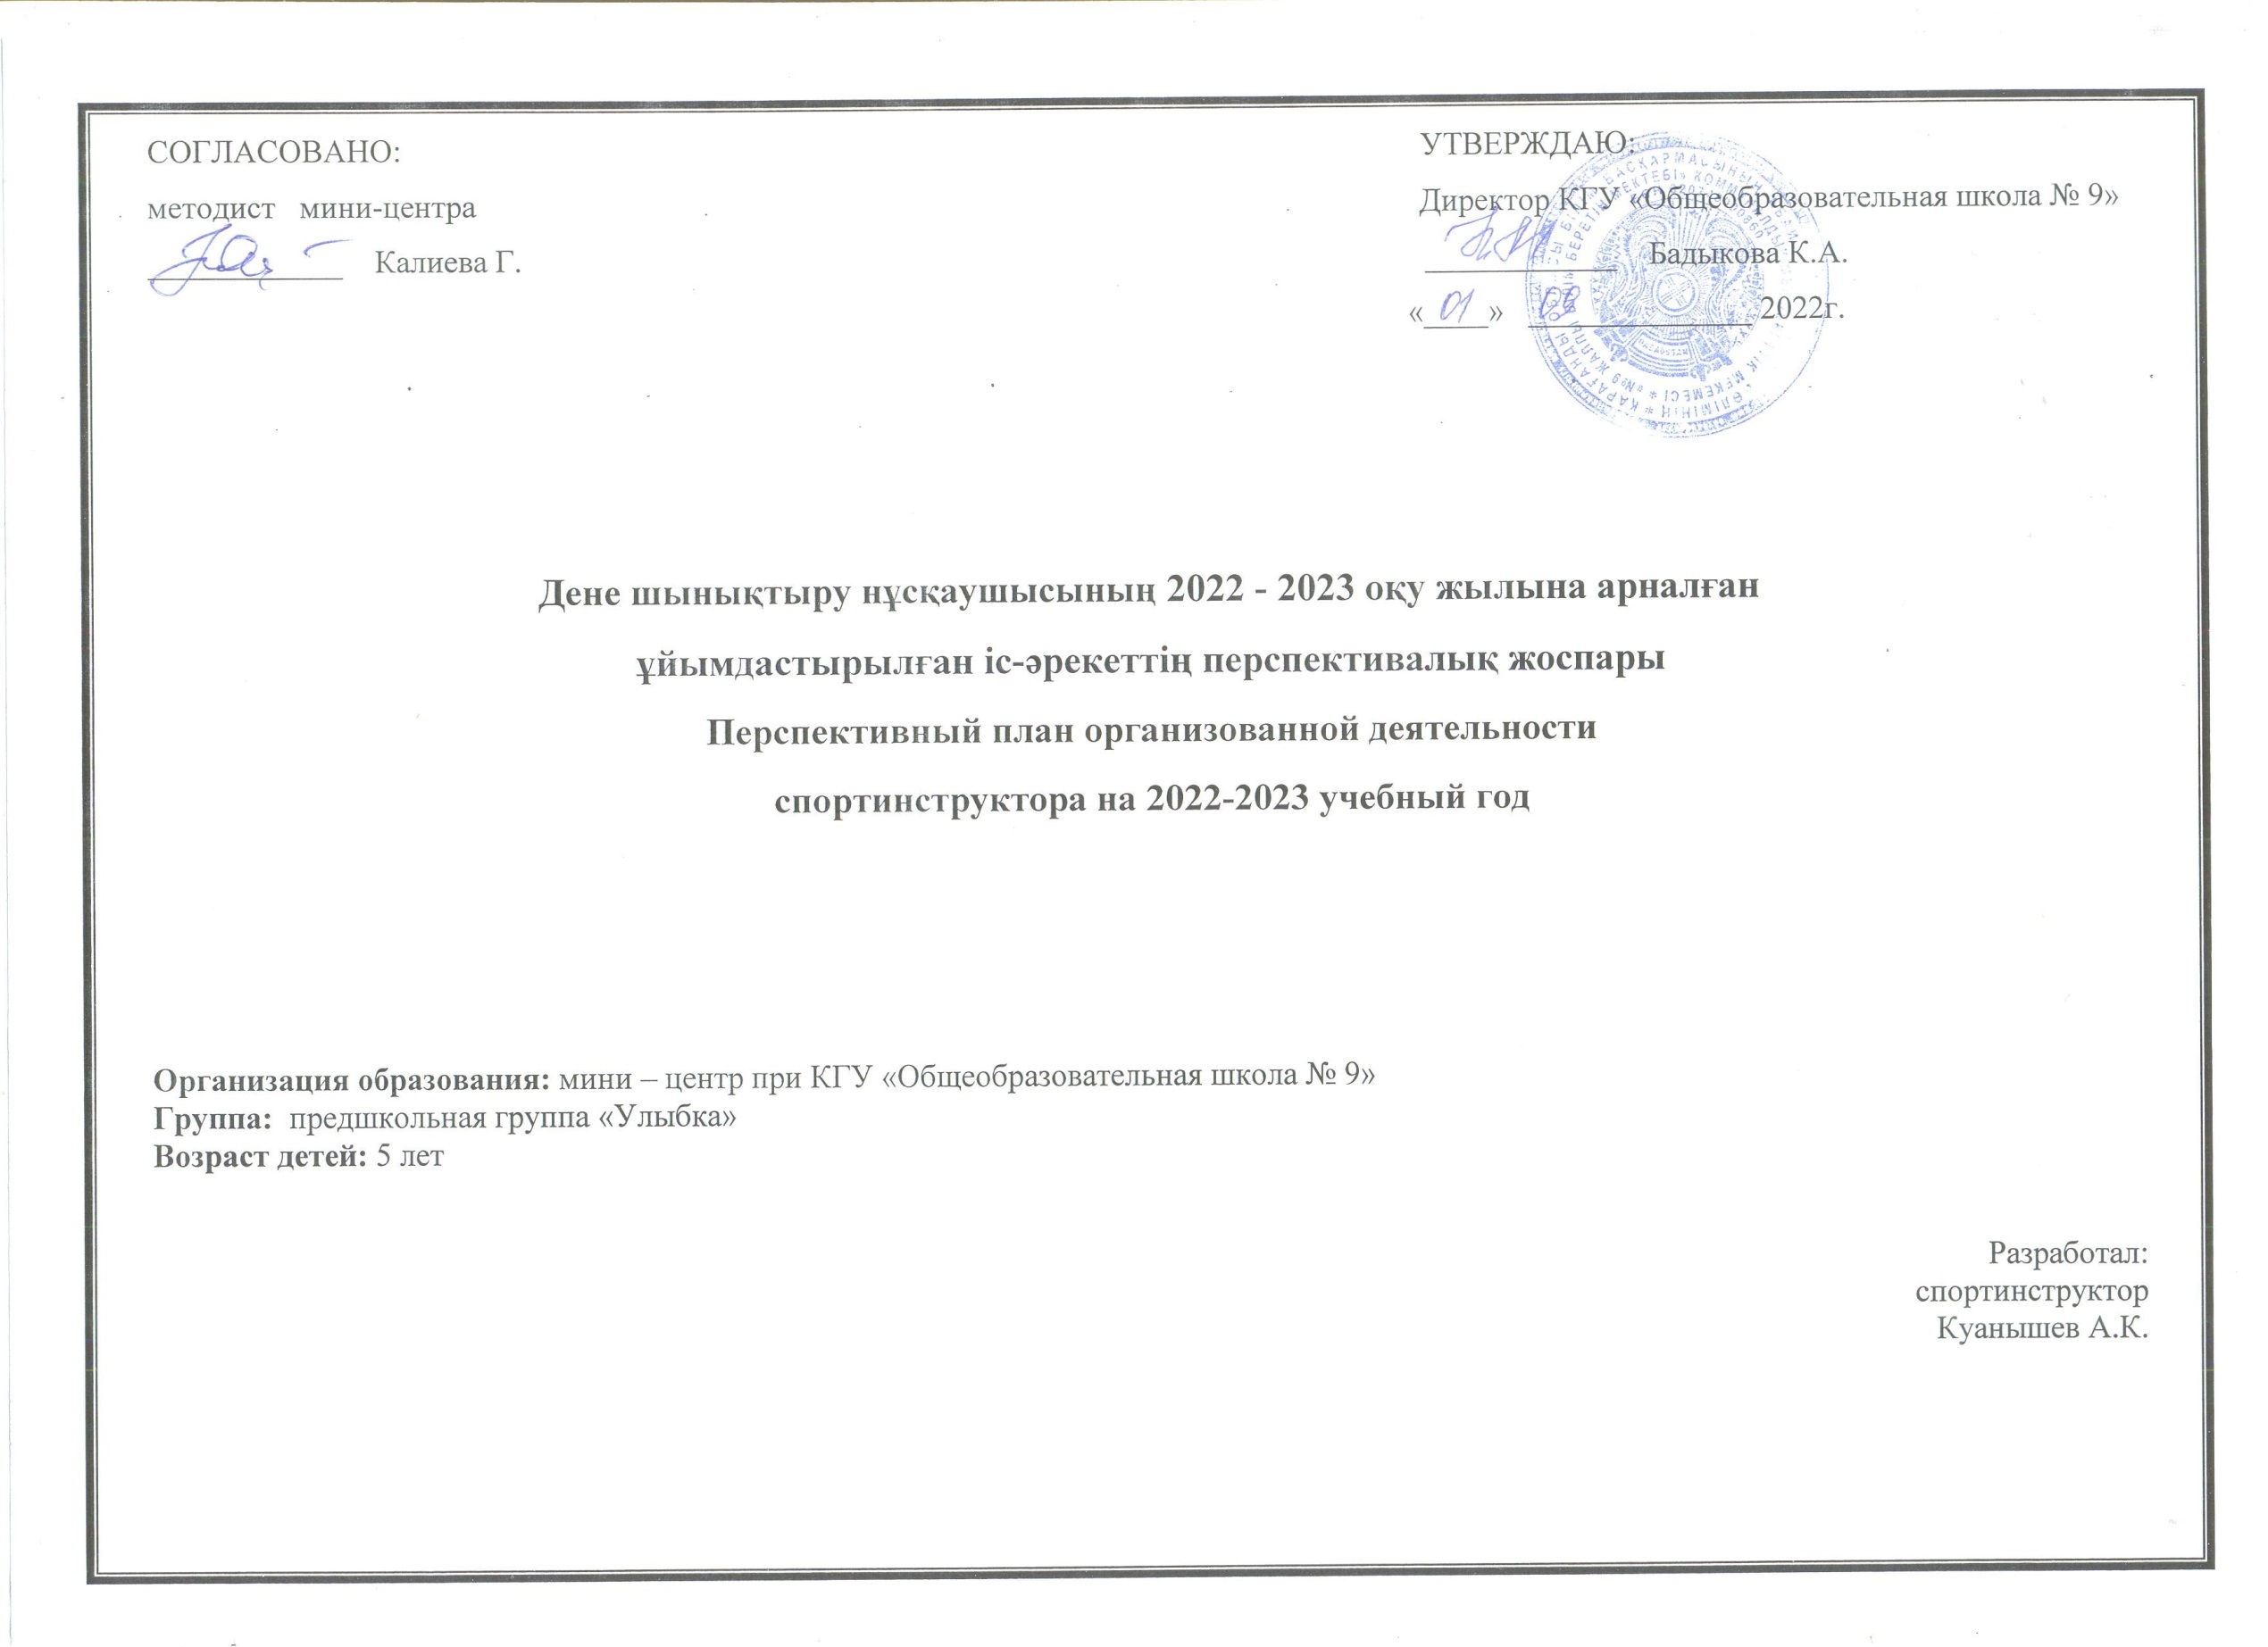 СОГЛАСОВАНО:
методист мини-центра
Калиева Г.
УТВЕРЖДАЮ:
Директор КГУ «Общеобразовательная школа № 9»
Бадыкова К.А.
«01» 2022г.
Дене шынықтыру нұсқаушысының 2022 - 2023 оқу жылына арналған
ұйымдастырылған іс-әрекеттің перспективалық жоспары
Перспективный план организованной деятельности
спортинструктора на 2022-2023 учебный год
Организация образования: мини – центр при КГУ «Общеобразовательная школа № 9»
Группа: предшкольная группа «Улыбка»
Возраст детей: 5 лет
Разработал:
спортинструктор
Куанышев А.К.